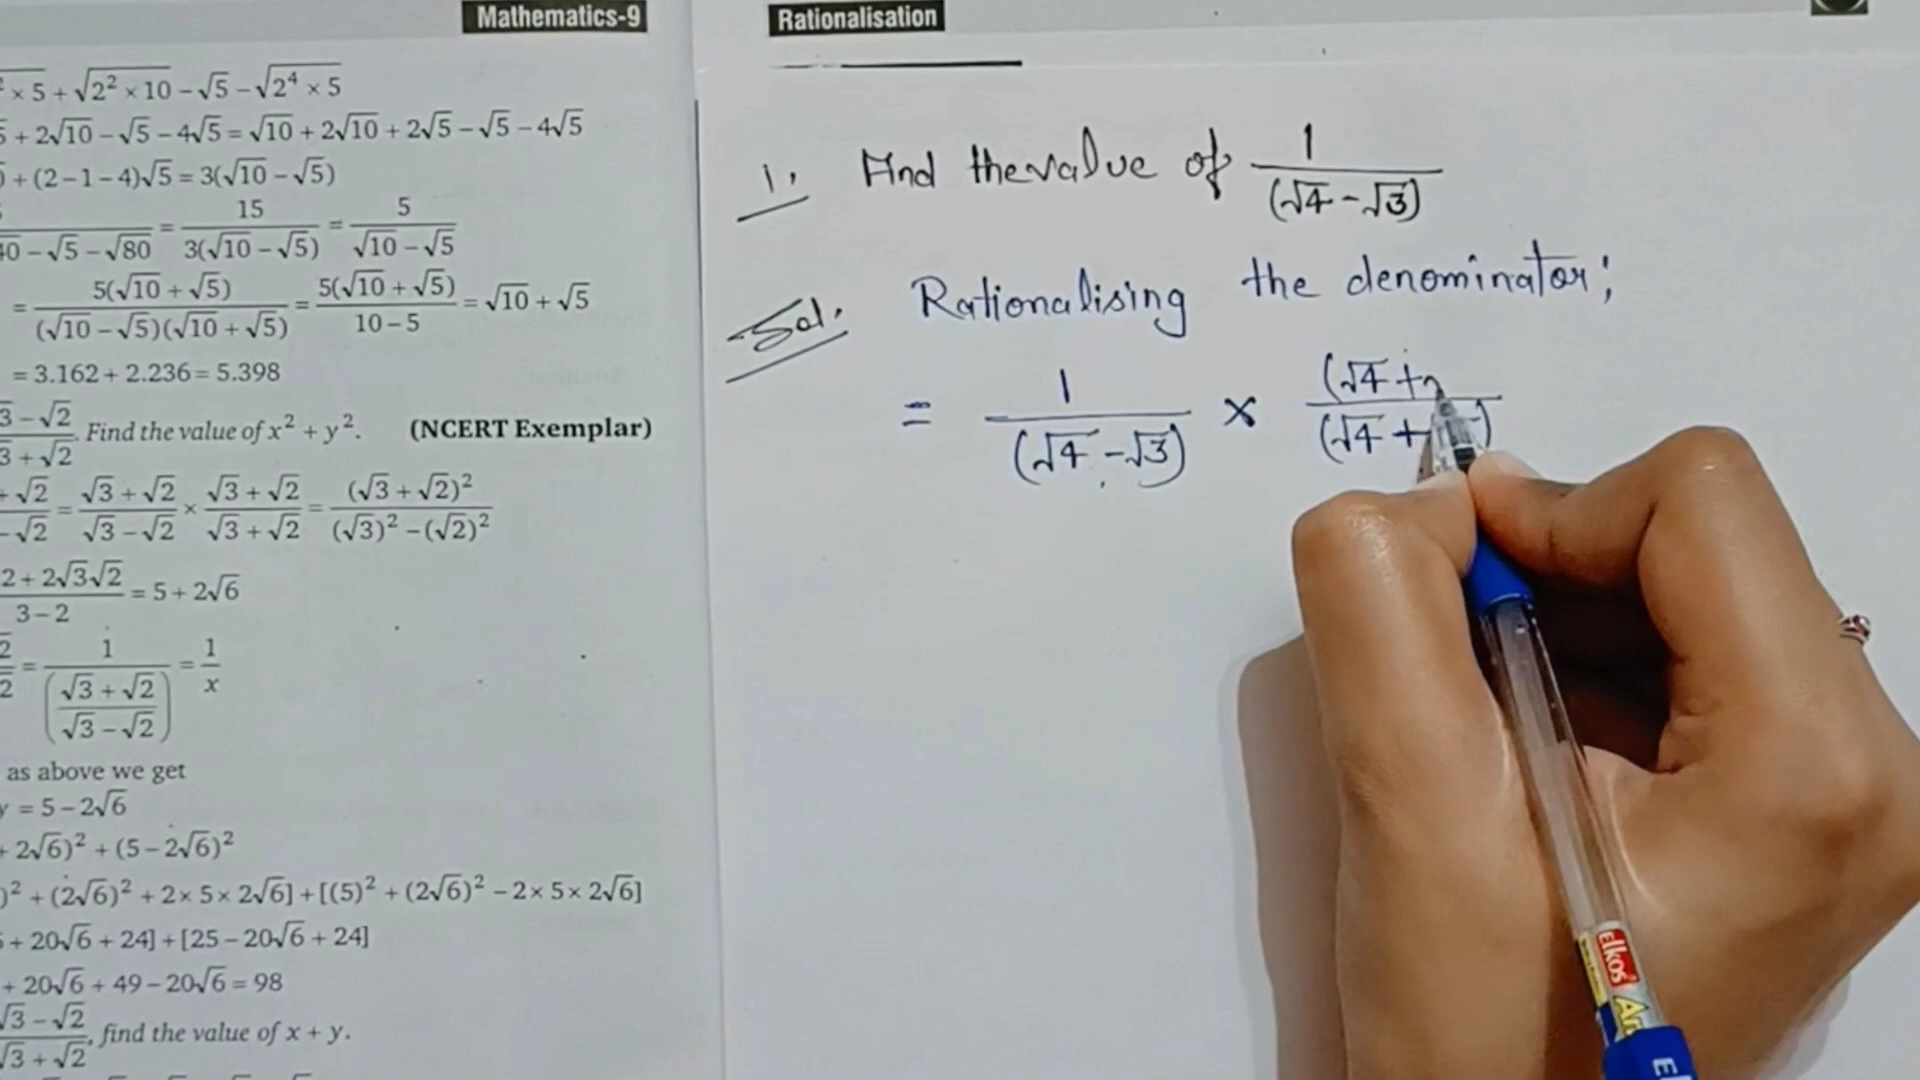 Mathematics-9
× 5 + √(2² × 10) − √5 − √(2⁴ × 5)
+ 2√10 − √5 − 4√5 = √10 + 2√10 + 2√5 − √5 − 4√5
+ (2 − 1 − 4)√5 = 3(√10 − √5)
40 − √5 − √80 = 15/(3(√10 − √5)) = 5/(√10 − √5)
= 5(√10 + √5)/((√10 − √5)(√10 + √5)) = 5(√10 + √5)/(10 − 5) = √10 + √5
= 3.162 + 2.236 = 5.398
(√3 − √2)/(√3 + √2). Find the value of x² + y². (NCERT Exemplar)
+ √2/− √2 = (√3 + √2)/(√3 − √2) × (√3 + √2)/(√3 + √2) = (√3 + √2)²/((√3)² − (√2)²)
(2 + 2√3√2)/(3 − 2) = 5 + 2√6
√2/√2 = 1/((√3 + √2)/(√3 − √2)) = 1/x
as above we get
y = 5 − 2√6
+ 2√6)² + (5 − 2√6)²
)² + (2√6)² + 2 × 5 × 2√6] + [(5)² + (2√6)² − 2 × 5 × 2√6]
+ 20√6 + 24] + [25 − 20√6 + 24]
+ 20√6 + 49 − 20√6 = 98
(√3 − √2)/(√3 + √2), find the value of x + y.
Rationalisation
1. Find the value of 1/(√4 − √3)
Sol. Rationalising the denominator;
= 1/(√4 − √3) × (√4 +/(√4 + )
Elkos